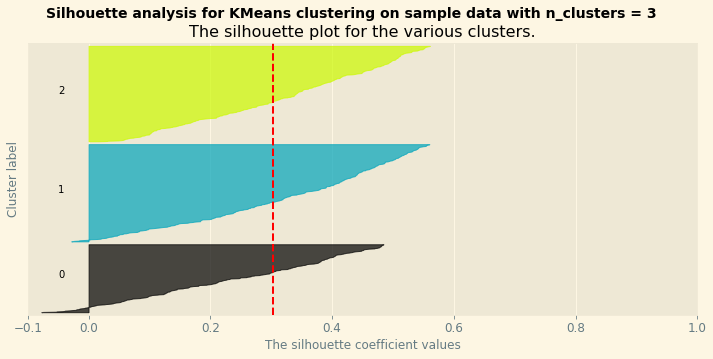 Silhouette analysis for KMeans clustering on sample data with n_clusters = 3
The silhouette plot for the various clusters.
2
1
0
Cluster label
−0.1 0.0 0.2 0.4 0.6 0.8 1.0
The silhouette coefficient values